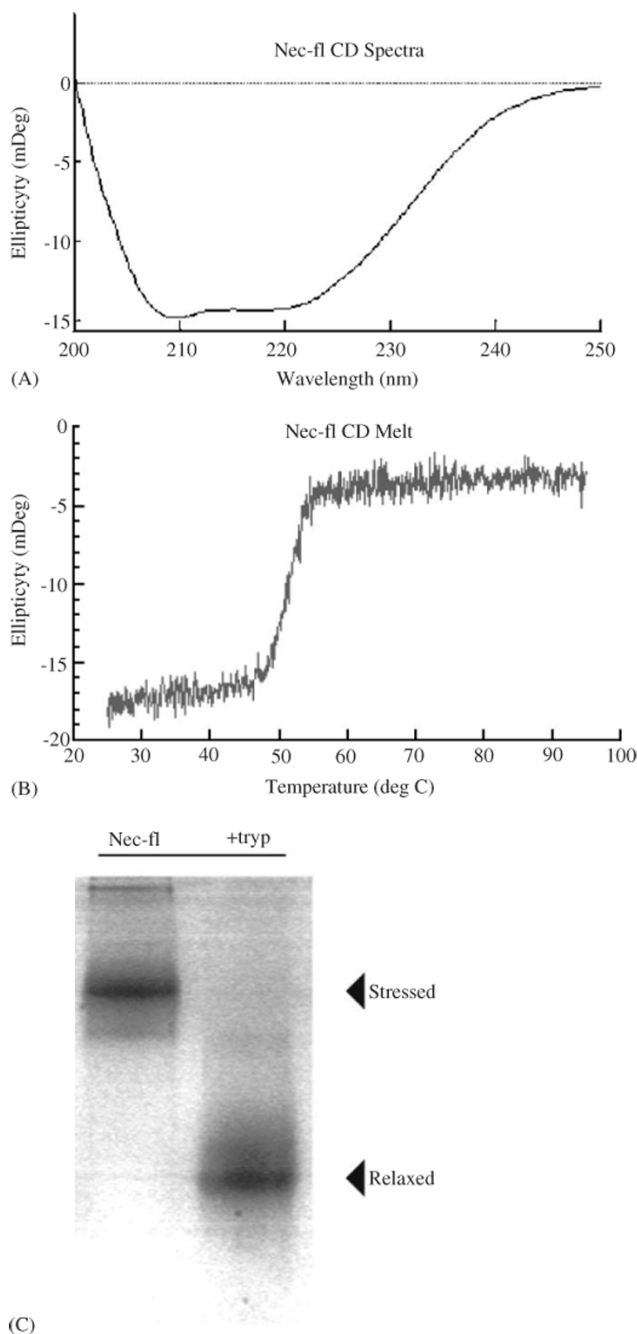 Nec-fl CD Spectra
Ellipticyty (mDeg)
0
-5
-10
-15
200 210 220 230 240 250
(A)
Wavelength (nm)
Nec-fl CD Melt
Ellipticyty (mDeg)
0
-5
-10
-15
-20
20 30 40 50 60 70 80 90 100
(B)
Temperature (deg C)
Nec-fl +tryp
Stressed
Relaxed
(C)